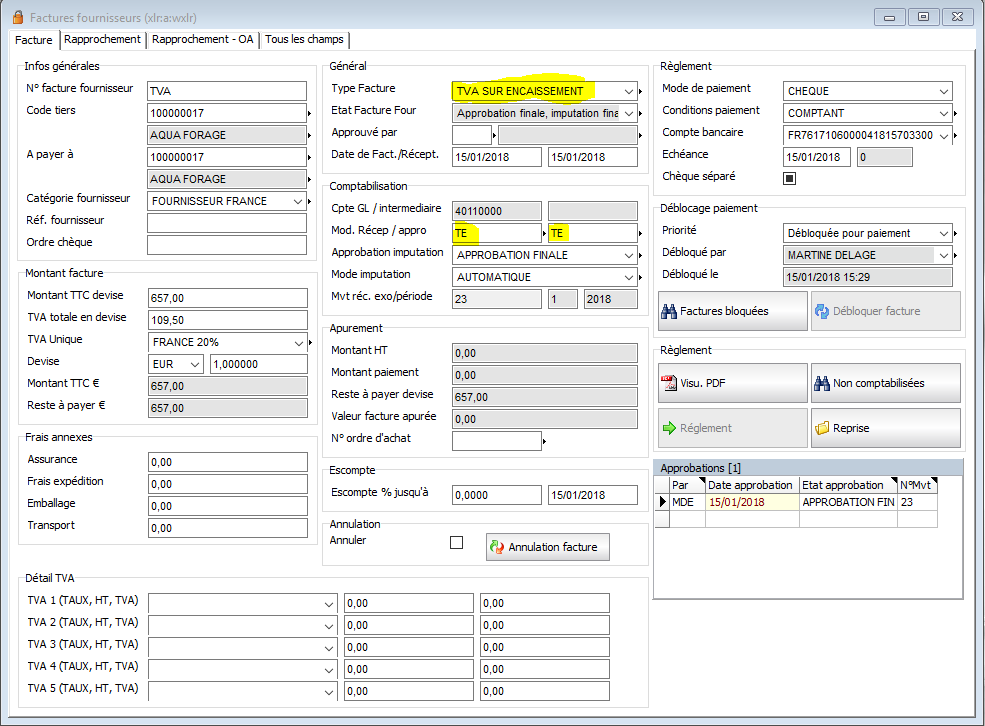 Factures fournisseurs (xlr:a:wxlr)
Facture Rapprochement Rapprochement - OA Tous les champs
Infos générales
N° facture fournisseur TVA
Code tiers 100000017
AQUA FORAGE
A payer à 100000017
AQUA FORAGE
Catégorie fournisseur FOURNISSEUR FRANCE
Réf. fournisseur
Ordre chèque
Montant facture
Montant TTC devise 657,00
TVA totale en devise 109,50
TVA Unique FRANCE 20%
Devise EUR 1,000000
Montant TTC € 657,00
Reste à payer € 657,00
Frais annexes
Assurance 0,00
Frais expédition 0,00
Emballage 0,00
Transport 0,00
Général
Type Facture TVA SUR ENCAISSEMENT
Etat Facture Four Approbation finale, imputation fina
Approuvé par
Date de Fact./Récept. 15/01/2018 15/01/2018
Comptabilisation
Cpte GL / intermediaire 40110000
Mod. Récep / appro TE TE
Approbation imputation APPROBATION FINALE
Mode imputation AUTOMATIQUE
Mvt réc. exo/période 23 1 2018
Apurement
Montant HT 0,00
Montant paiement 0,00
Reste à payer devise 657,00
Valeur facture apurée 0,00
N° ordre d'achat
Escompte
Escompte % jusqu'à 0,0000 15/01/2018
Annulation
Annuler Annulation facture
Règlement
Mode de paiement CHEQUE
Conditions paiement COMPTANT
Compte bancaire FR7617106000041815703300
Echéance 15/01/2018 0
Chèque séparé
Déblocage paiement
Priorité Débloquée pour paiement
Débloqué par MARTINE DELAGE
Débloqué le 15/01/2018 15:29
Factures bloquées Débloquer facture
Règlement
Visu. PDF Non comptabilisées
Réglement Reprise
Approbations [1]
Par Date approbation Etat approbation N°Mvt
MDE 15/01/2018 APPROBATION FIN 23
Détail TVA
TVA 1 (TAUX, HT, TVA) 0,00 0,00
TVA 2 (TAUX, HT, TVA) 0,00 0,00
TVA 3 (TAUX, HT, TVA) 0,00 0,00
TVA 4 (TAUX, HT, TVA) 0,00 0,00
TVA 5 (TAUX, HT, TVA) 0,00 0,00